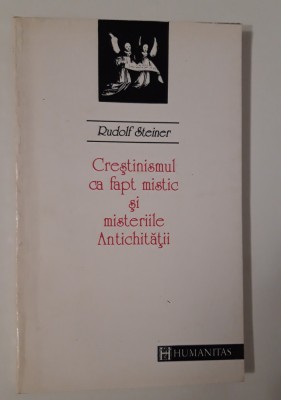 Rudolf Steiner
Creştinismul
ca fapt mistic
şi
misteriile
Antichităţii
H HUMANITAS